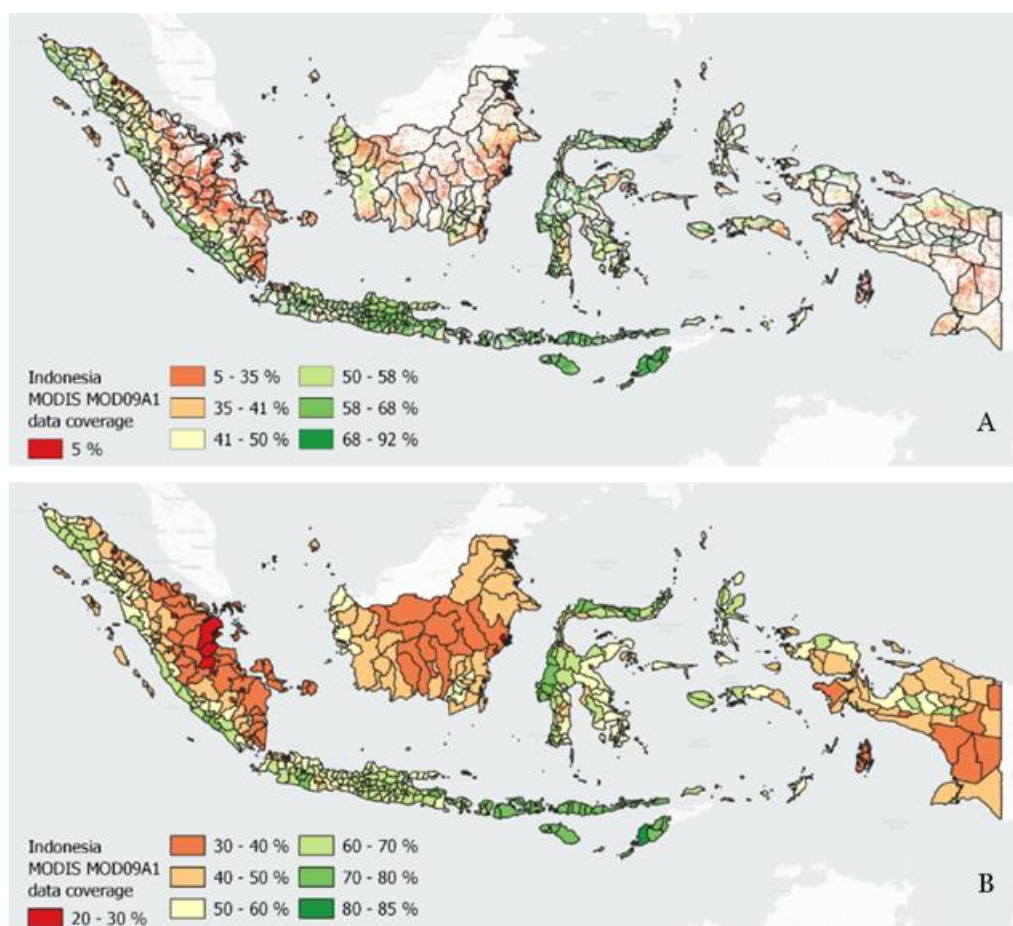 Indonesia
MODIS MOD09A1
data coverage
5 %
5 - 35 %
35 - 41 %
41 - 50 %
50 - 58 %
58 - 68 %
68 - 92 %
A
Indonesia
MODIS MOD09A1
data coverage
20 - 30 %
30 - 40 %
40 - 50 %
50 - 60 %
60 - 70 %
70 - 80 %
80 - 85 %
B